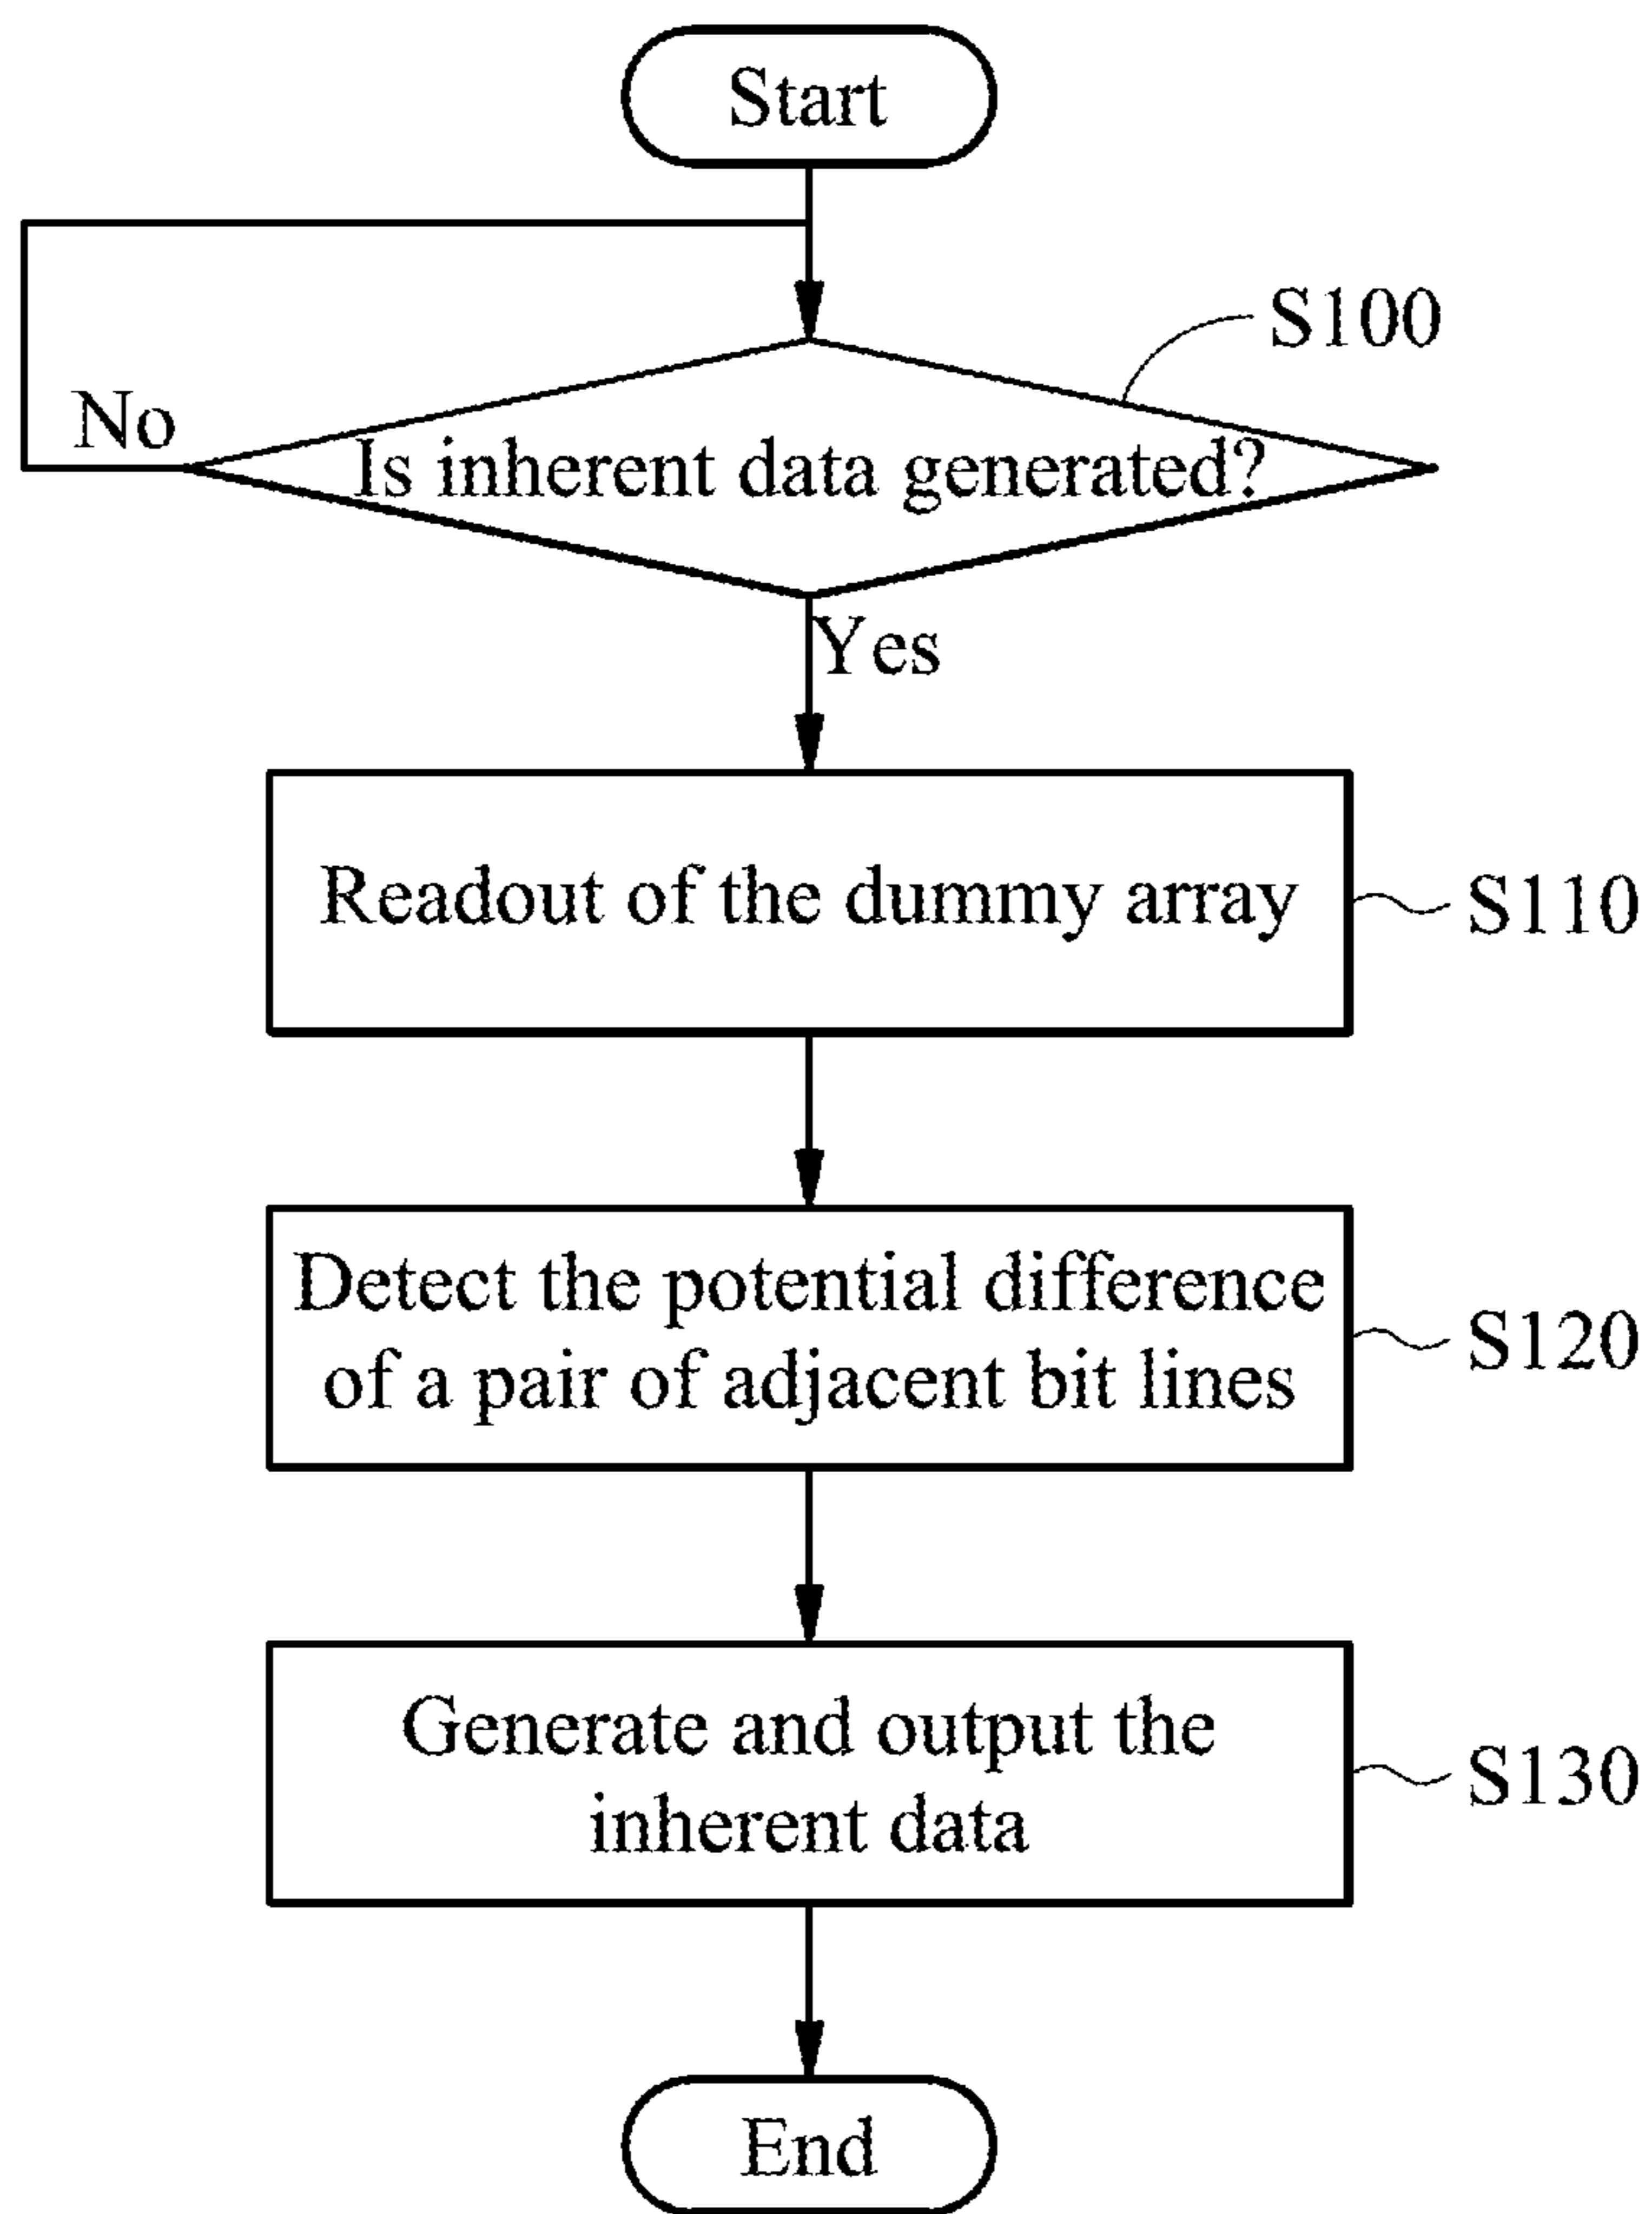 Start
S100
No
Is inherent data generated?
Yes
Readout of the dummy array
S110
Detect the potential difference
of a pair of adjacent bit lines
S120
Generate and output the
inherent data
S130
End